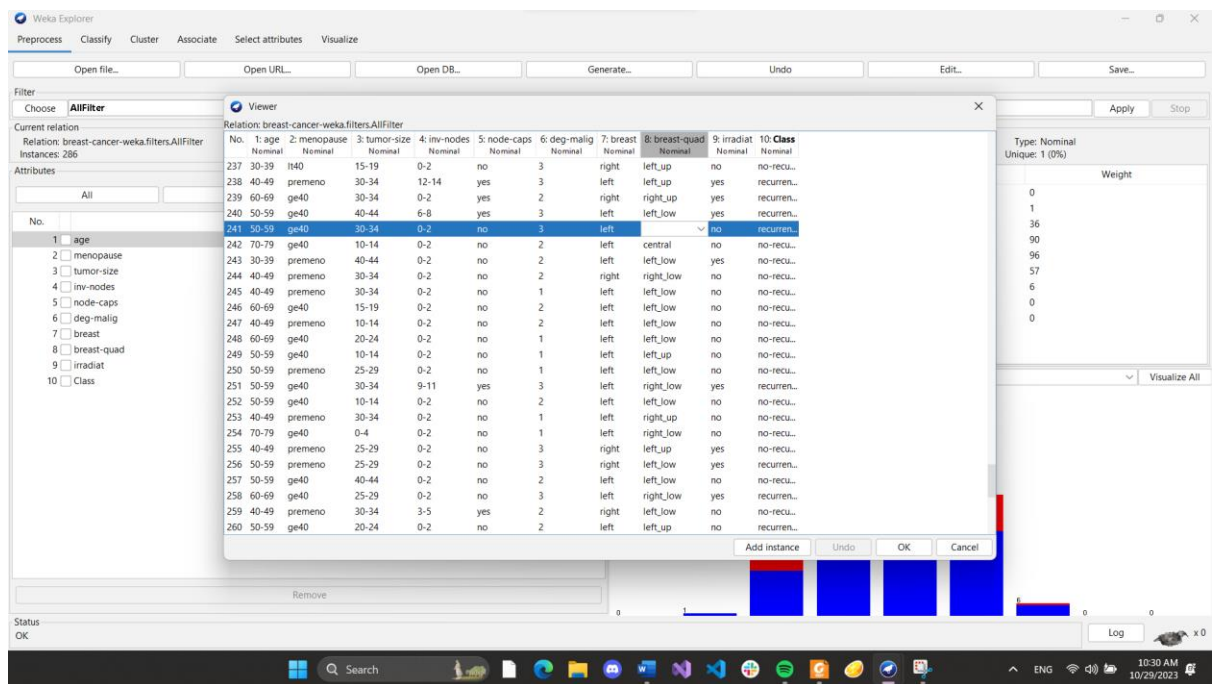 Weka Explorer
Preprocess Classify Cluster Associate Select attributes Visualize
Open file... Open URL... Open DB... Generate... Undo Edit... Save...
Filter
Choose AllFilter Apply Stop
Current relation
Relation: breast-cancer-weka.filters.AllFilter
Instances: 286
Attributes
All
No.
1 age
2 menopause
3 tumor-size
4 inv-nodes
5 node-caps
6 deg-malig
7 breast
8 breast-quad
9 irradiat
10 Class
Remove
Viewer
Relation: breast-cancer-weka.filters.AllFilter
No. 1: age 2: menopause 3: tumor-size 4: inv-nodes 5: node-caps 6: deg-malig 7: breast 8: breast-quad 9: irradiat 10: Class
Nominal Nominal Nominal Nominal Nominal Nominal Nominal Nominal Nominal Nominal
237 30-39 lt40 15-19 0-2 no 3 right left_up no no-recu...
238 40-49 premeno 30-34 12-14 yes 3 left left_up yes recurren...
239 60-69 ge40 30-34 0-2 yes 2 right right_up yes recurren...
240 50-59 ge40 40-44 6-8 yes 3 left left_low yes recurren...
241 50-59 ge40 30-34 0-2 no 3 left no recurren...
242 70-79 ge40 10-14 0-2 no 2 left central no no-recu...
243 30-39 premeno 40-44 0-2 no 2 left left_low yes no-recu...
244 40-49 premeno 30-34 0-2 no 2 right right_low no no-recu...
245 40-49 premeno 30-34 0-2 no 1 left left_low no no-recu...
246 60-69 ge40 15-19 0-2 no 2 left left_low no no-recu...
247 40-49 premeno 10-14 0-2 no 2 left left_low no no-recu...
248 60-69 ge40 20-24 0-2 no 1 left left_low no no-recu...
249 50-59 ge40 10-14 0-2 no 1 left left_up no no-recu...
250 50-59 premeno 25-29 0-2 no 1 left left_low no no-recu...
251 50-59 ge40 30-34 9-11 yes 3 left right_low yes recurren...
252 50-59 ge40 10-14 0-2 no 2 left left_low no no-recu...
253 40-49 premeno 30-34 0-2 no 1 left right_up no no-recu...
254 70-79 ge40 0-4 0-2 no 1 left right_low no no-recu...
255 40-49 premeno 25-29 0-2 no 3 right left_up yes no-recu...
256 50-59 premeno 25-29 0-2 no 3 right left_low yes recurren...
257 50-59 ge40 40-44 0-2 no 2 left left_low no no-recu...
258 60-69 ge40 25-29 0-2 no 3 left right_low yes recurren...
259 40-49 premeno 30-34 3-5 yes 2 right left_low no no-recu...
260 50-59 ge40 20-24 0-2 no 2 left left_up no recurren...
Add instance Undo OK Cancel
Type: Nominal
Unique: 1 (0%)
Weight
0
1
36
90
96
57
6
0
0
Visualize All
0 1 6 0 0
Status
OK
Log x 0
Search
ENG
10:30 AM
10/29/2023